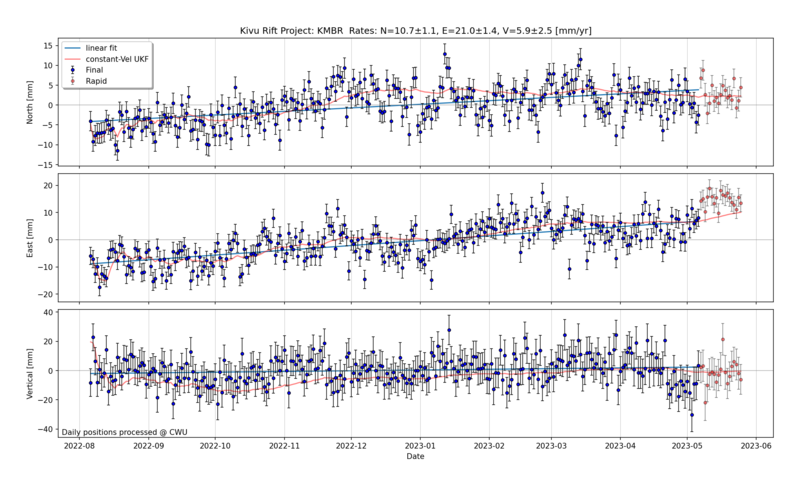 Kivu Rift Project: KMBR Rates: N=10.7±1.1, E=21.0±1.4, V=5.9±2.5 [mm/yr]
linear fit
constant-Vel UKF
Final
Rapid
North [mm]
15
10
5
0
−5
−10
−15
East [mm]
20
10
0
−10
−20
Vertical [mm]
40
20
0
−20
−40
Daily positions processed @ CWU
2022-08 2022-09 2022-10 2022-11 2022-12 2023-01 2023-02 2023-03 2023-04 2023-05 2023-06
Date